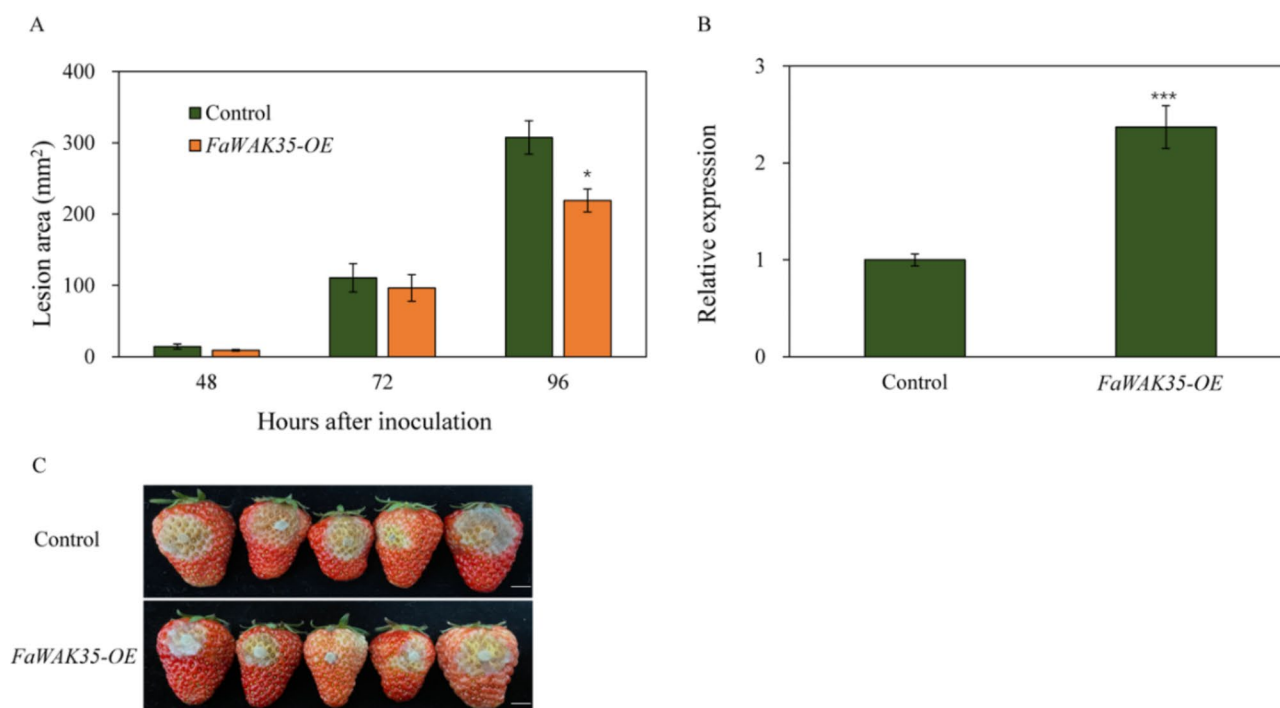 A
400
300
200
100
0
Lesion area (mm²)
Control
FaWAK35-OE
*
48 72 96
Hours after inoculation
B
3
2
1
0
Relative expression
***
Control FaWAK35-OE
C
Control
FaWAK35-OE